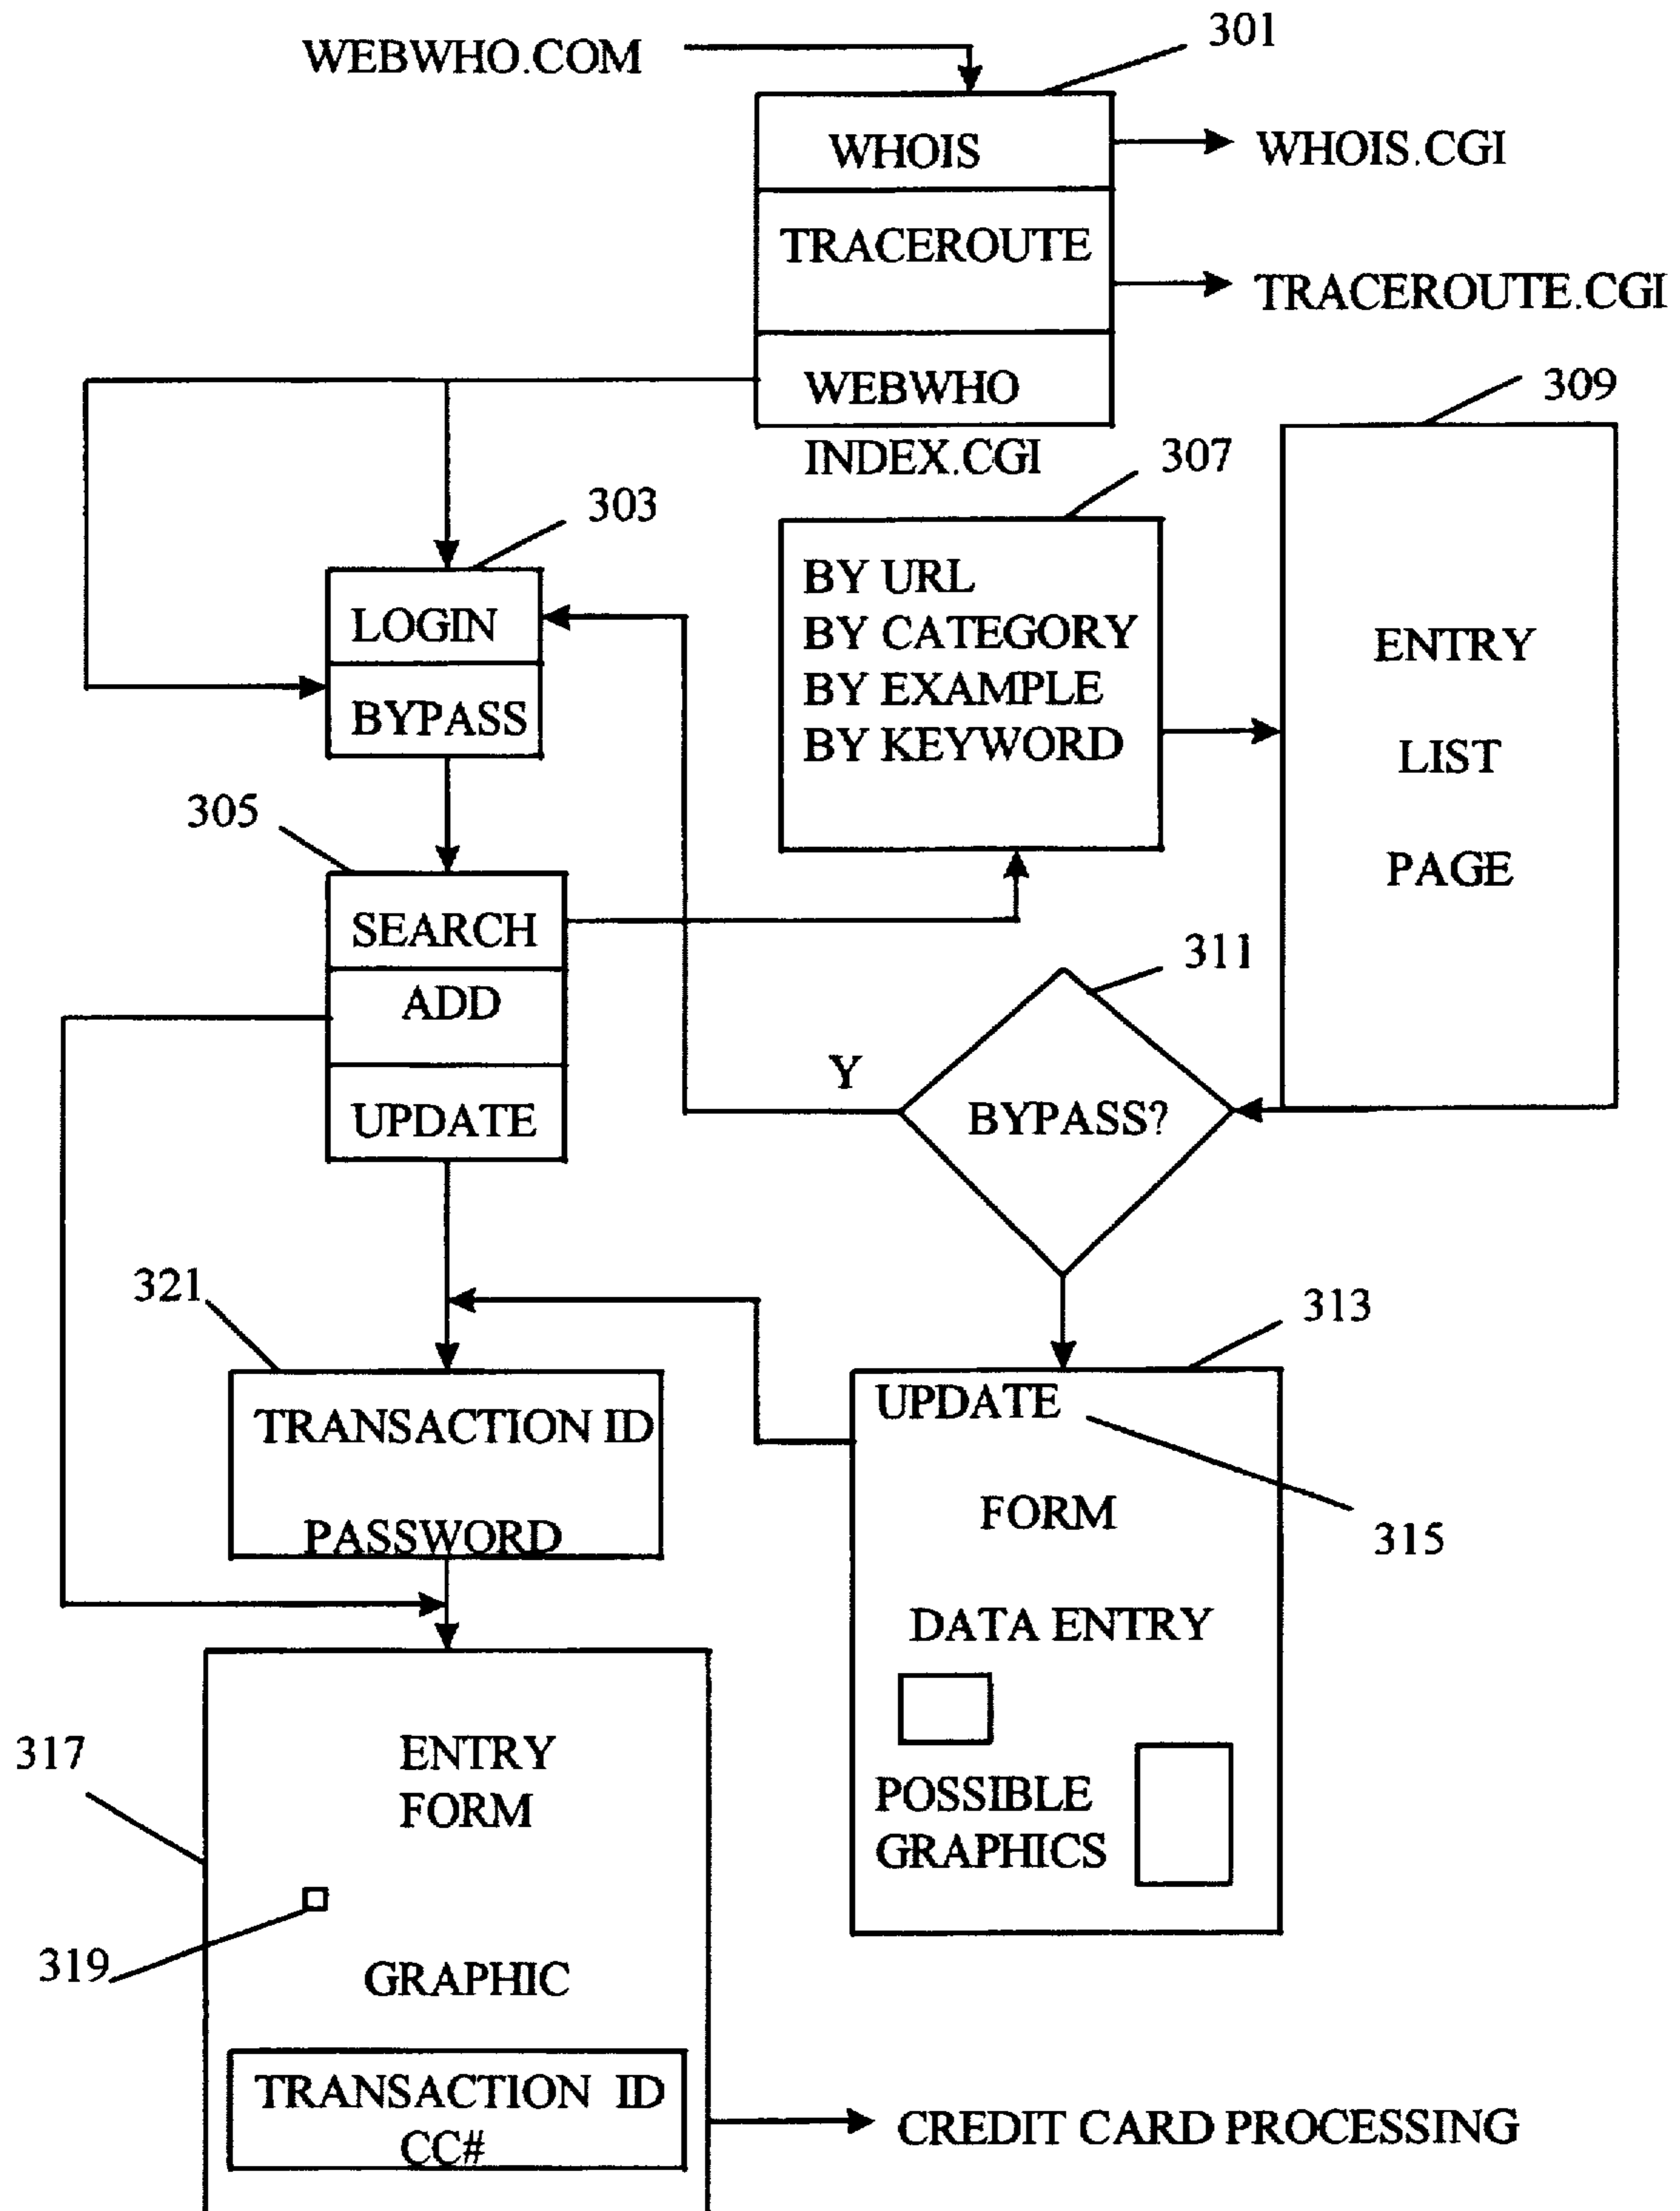 WEBWHO.COM
301
WHOIS
WHOIS.CGI
TRACEROUTE
TRACEROUTE.CGI
WEBWHO
INDEX.CGI
309
307
303
BY URL
BY CATEGORY
BY EXAMPLE
BY KEYWORD
ENTRY
LIST
PAGE
LOGIN
BYPASS
305
SEARCH
ADD
UPDATE
311
Y
BYPASS?
321
313
TRANSACTION ID
PASSWORD
UPDATE
FORM
315
DATA ENTRY
POSSIBLE
GRAPHICS
317
ENTRY
FORM
319
GRAPHIC
TRANSACTION ID
CC#
CREDIT CARD PROCESSING